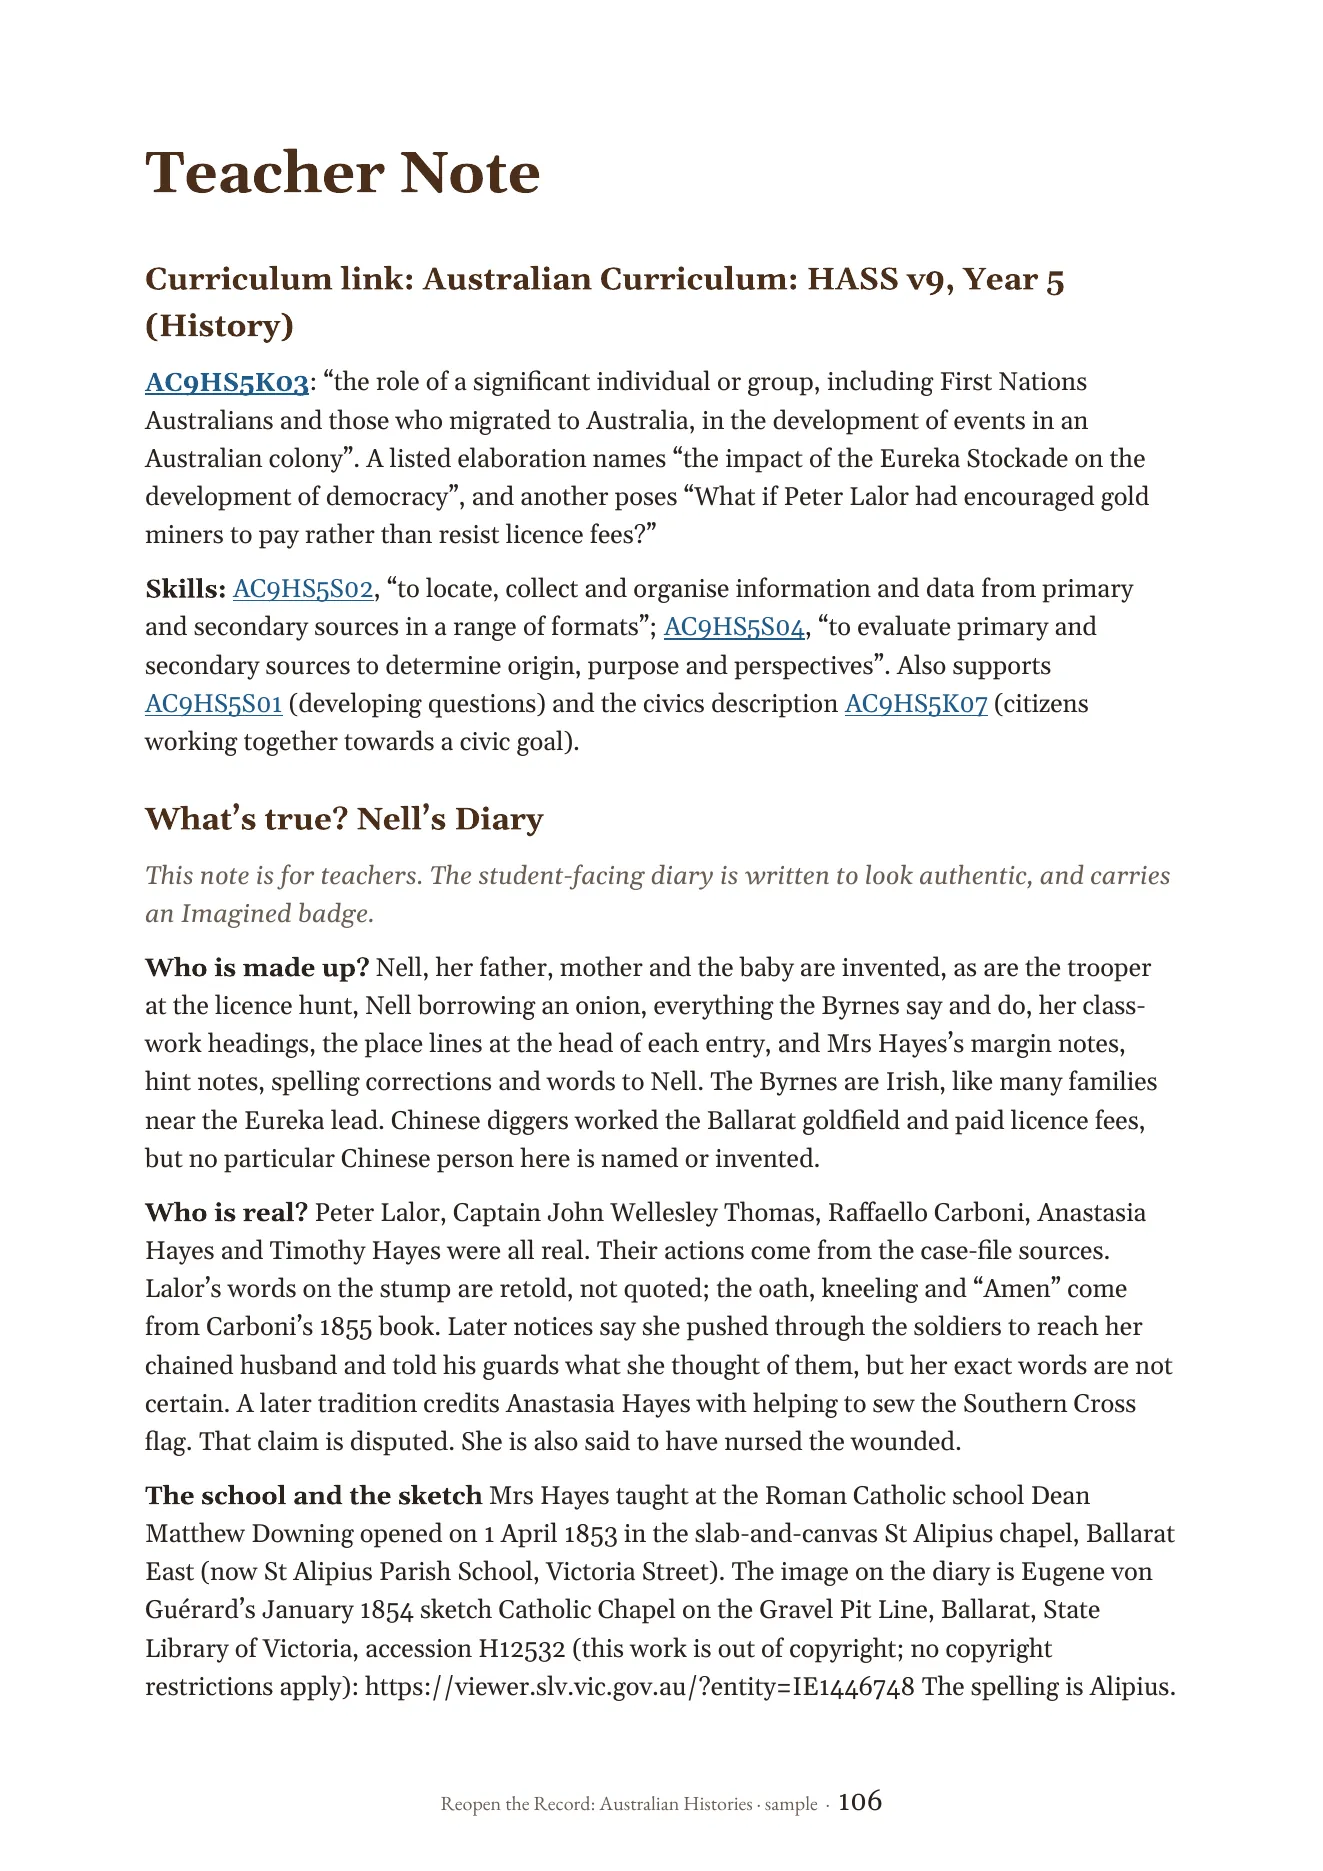 Teacher Note
Curriculum link: Australian Curriculum: HASS v9, Year 5
(History)
AC9HS5K03: “the role of a significant individual or group, including First Nations
Australians and those who migrated to Australia, in the development of events in an
Australian colony”. A listed elaboration names “the impact of the Eureka Stockade on the
development of democracy”, and another poses “What if Peter Lalor had encouraged gold
miners to pay rather than resist licence fees?”
Skills: AC9HS5S02, “to locate, collect and organise information and data from primary
and secondary sources in a range of formats”; AC9HS5S04, “to evaluate primary and
secondary sources to determine origin, purpose and perspectives”. Also supports
AC9HS5S01 (developing questions) and the civics description AC9HS5K07 (citizens
working together towards a civic goal).
What’s true? Nell’s Diary
This note is for teachers. The student-facing diary is written to look authentic, and carries
an Imagined badge.
Who is made up? Nell, her father, mother and the baby are invented, as are the trooper
at the licence hunt, Nell borrowing an onion, everything the Byrnes say and do, her class-
work headings, the place lines at the head of each entry, and Mrs Hayes’s margin notes,
hint notes, spelling corrections and words to Nell. The Byrnes are Irish, like many families
near the Eureka lead. Chinese diggers worked the Ballarat goldfield and paid licence fees,
but no particular Chinese person here is named or invented.
Who is real? Peter Lalor, Captain John Wellesley Thomas, Raffaello Carboni, Anastasia
Hayes and Timothy Hayes were all real. Their actions come from the case-file sources.
Lalor’s words on the stump are retold, not quoted; the oath, kneeling and “Amen” come
from Carboni’s 1855 book. Later notices say she pushed through the soldiers to reach her
chained husband and told his guards what she thought of them, but her exact words are not
certain. A later tradition credits Anastasia Hayes with helping to sew the Southern Cross
flag. That claim is disputed. She is also said to have nursed the wounded.
The school and the sketch Mrs Hayes taught at the Roman Catholic school Dean
Matthew Downing opened on 1 April 1853 in the slab-and-canvas St Alipius chapel, Ballarat
East (now St Alipius Parish School, Victoria Street). The image on the diary is Eugene von
Guérard’s January 1854 sketch Catholic Chapel on the Gravel Pit Line, Ballarat, State
Library of Victoria, accession H12532 (this work is out of copyright; no copyright
restrictions apply): https://viewer.slv.vic.gov.au/?entity=IE1446748 The spelling is Alipius.
Reopen the Record: Australian Histories · sample · 106